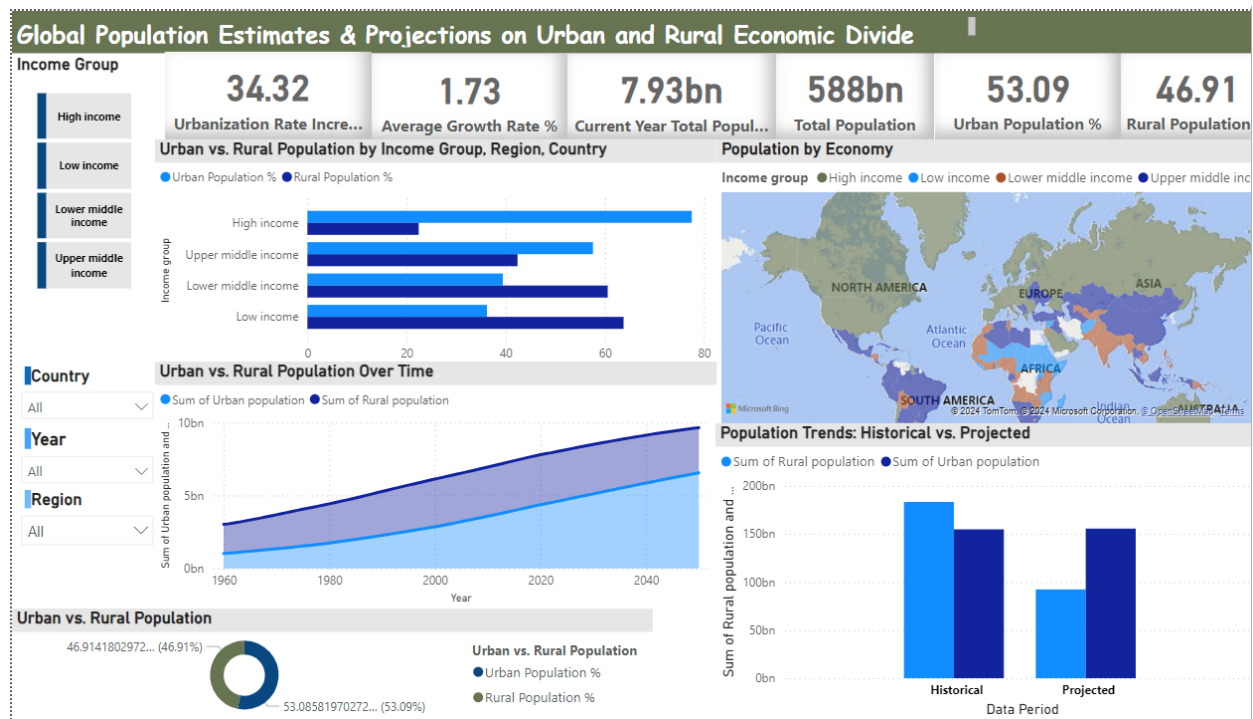 Global Population Estimates & Projections on Urban and Rural Economic Divide
Income Group
High income
Low income
Lower middle
income
Upper middle
income
34.32
Urbanization Rate Incre...
1.73
Average Growth Rate %
7.93bn
Current Year Total Popul...
588bn
Total Population
53.09
Urban Population %
46.91
Rural Population
Urban vs. Rural Population by Income Group, Region, Country
Urban Population % Rural Population %
Income group
High income
Upper middle income
Lower middle income
Low income
0 20 40 60 80
Population by Economy
Income group High income Low income Lower middle income Upper middle inc
NORTH AMERICA
EUROPE
ASIA
Pacific
Ocean
Atlantic
Ocean
AFRICA
SOUTH AMERICA
Indian
Ocean
AUSTRALIA
Microsoft Bing
© 2024 TomTom, © 2024 Microsoft Corporation, © OpenStreetMap Terms
Country
All
Year
All
Region
All
Urban vs. Rural Population Over Time
Sum of Urban population Sum of Rural population
Sum of Urban population and ...
10bn
5bn
0bn
1960 1980 2000 2020 2040
Year
Population Trends: Historical vs. Projected
Sum of Rural population Sum of Urban population
Sum of Rural population and ...
200bn
150bn
100bn
50bn
0bn
Historical Projected
Data Period
Urban vs. Rural Population
46.9141802972... (46.91%)
53.08581970272... (53.09%)
Urban vs. Rural Population
Urban Population %
Rural Population %